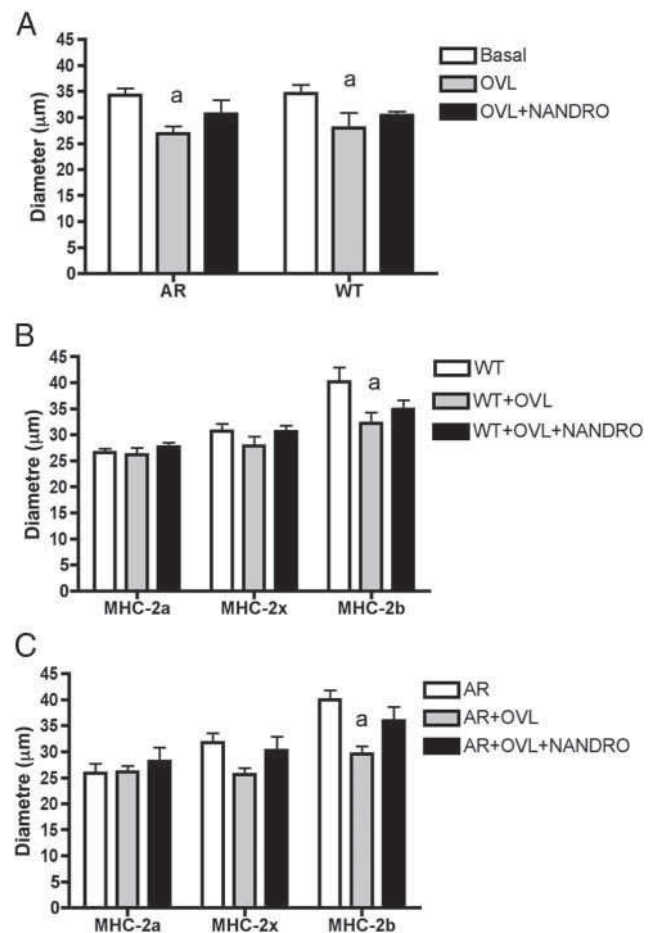 A
45
40
35
30
25
20
15
10
5
0
Diameter (μm)
a
a
AR
WT
Basal
OVL
OVL+NANDRO
B
45
40
35
30
25
20
15
10
5
0
Diametre (μm)
a
MHC-2a
MHC-2x
MHC-2b
WT
WT+OVL
WT+OVL+NANDRO
C
45
40
35
30
25
20
15
10
5
0
Diametre (μm)
a
MHC-2a
MHC-2x
MHC-2b
AR
AR+OVL
AR+OVL+NANDRO